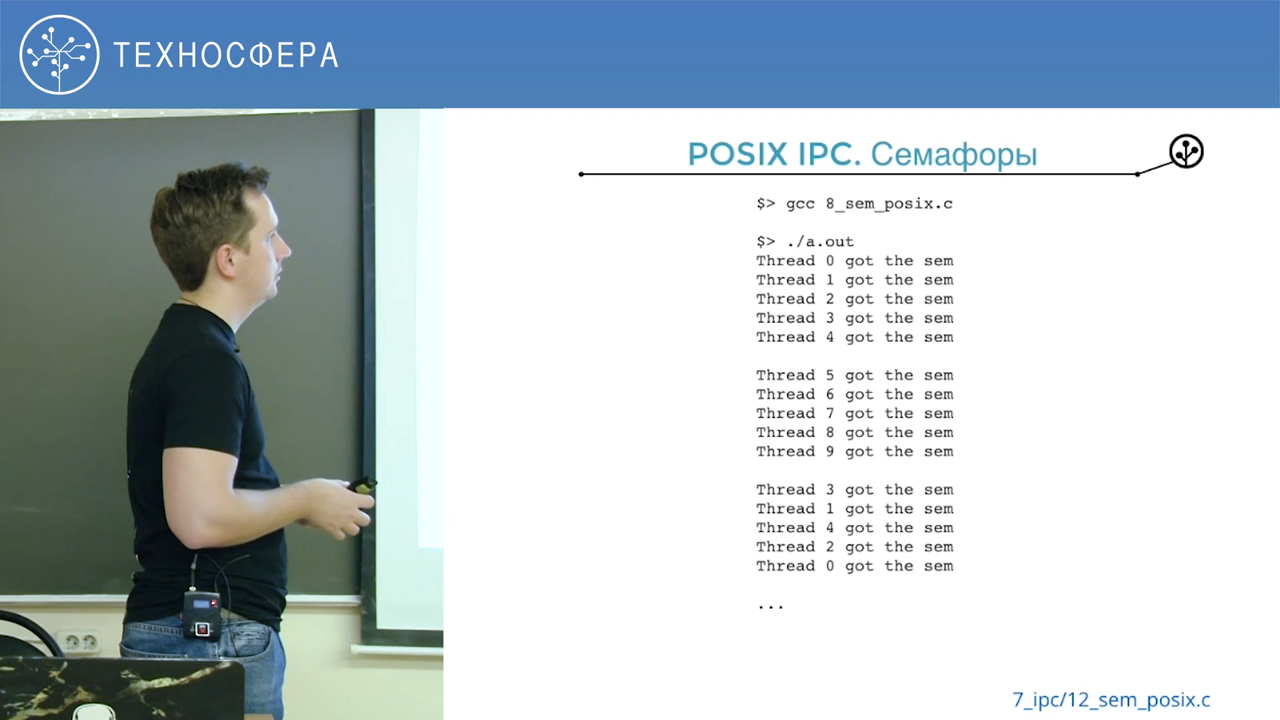 ТЕХНОСФЕРА
POSIX IPC. Семафоры
$> gcc 8_sem_posix.c
$> ./a.out
Thread 0 got the sem
Thread 1 got the sem
Thread 2 got the sem
Thread 3 got the sem
Thread 4 got the sem
Thread 5 got the sem
Thread 6 got the sem
Thread 7 got the sem
Thread 8 got the sem
Thread 9 got the sem
Thread 3 got the sem
Thread 1 got the sem
Thread 4 got the sem
Thread 2 got the sem
Thread 0 got the sem
...
7_ipc/12_sem_posix.c